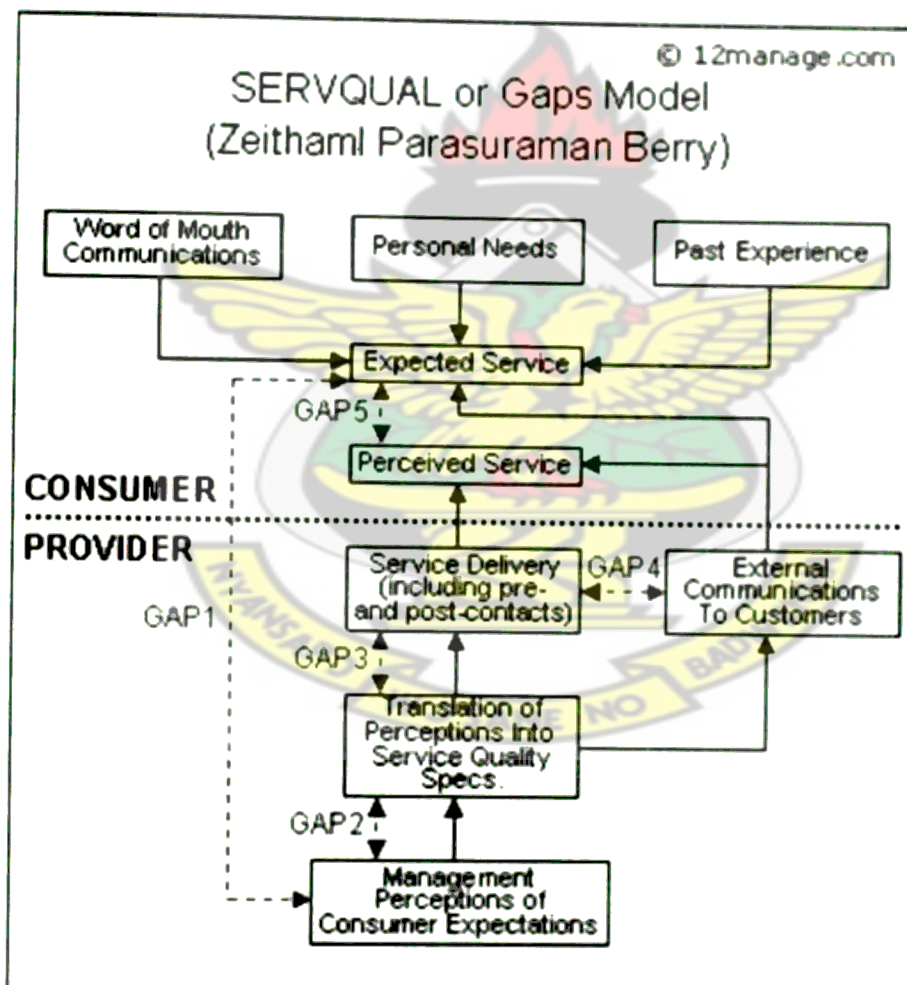 © 12manage.com
SERVQUAL or Gaps Model
(Zeithaml Parasuraman Berry)
Word of Mouth
Communications
Personal Needs
Past Experience
Expected Service
GAP5
Perceived Service
CONSUMER
PROVIDER
Service Delivery
(including pre-
and post-contacts)
GAP4
External
Communications
To Customers
GAP1
GAP3
Translation of
Perceptions Into
Service Quality
Specs.
GAP2
Management
Perceptions of
Consumer Expectations
NYANSAPO
NO